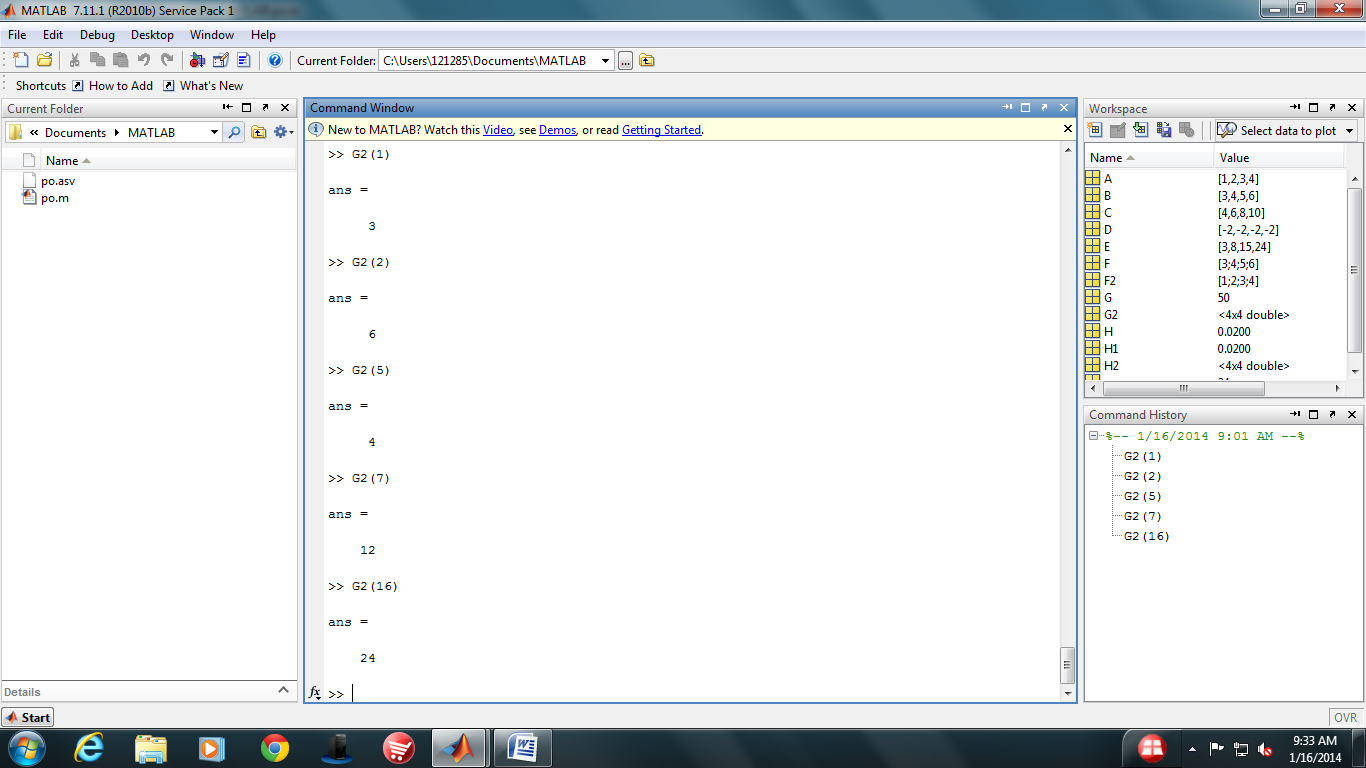 MATLAB 7.11.1 (R2010b) Service Pack 1
File Edit Debug Desktop Window Help
Current Folder: C:\Users\121285\Documents\MATLAB
Shortcuts How to Add What's New
Current Folder
« Documents MATLAB
Name
po.asv
po.m
Details
Command Window
New to MATLAB? Watch this Video, see Demos, or read Getting Started.
>> G2(1)
ans =
3
>> G2(2)
ans =
6
>> G2(5)
ans =
4
>> G2(7)
ans =
12
>> G2(16)
ans =
24
fx >>
Workspace
Select data to plot
Name Value
A [1,2,3,4]
B [3,4,5,6]
C [4,6,8,10]
D [-2,-2,-2,-2]
E [3,8,15,24]
F [3;4;5;6]
F2 [1;2;3;4]
G 50
G2 <4x4 double>
H 0.0200
H1 0.0200
H2 <4x4 double>
Command History
%-- 1/16/2014 9:01 AM --%
G2(1)
G2(2)
G2(5)
G2(7)
G2(16)
Start
OVR
9:33 AM
1/16/2014